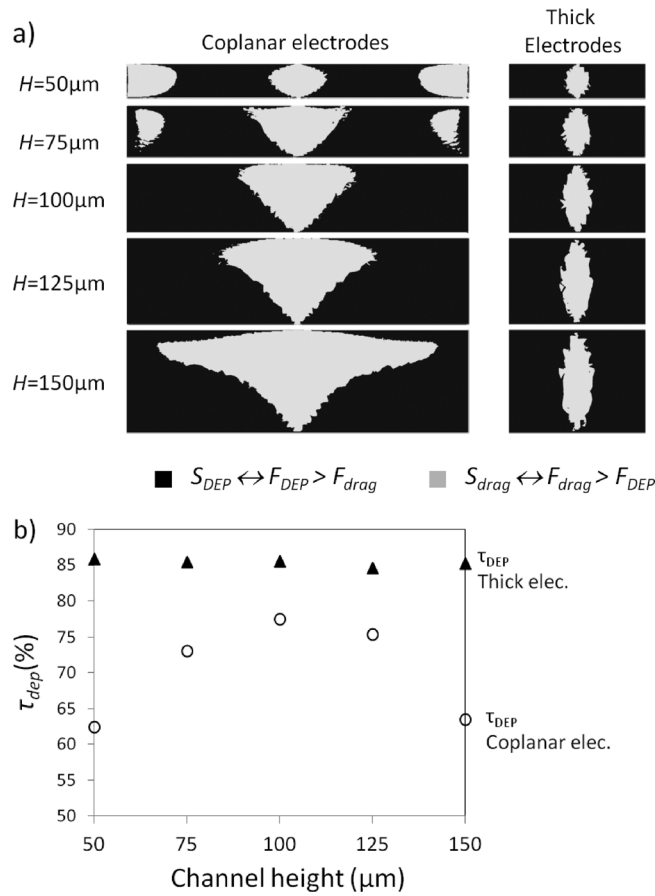 a)
Coplanar electrodes
Thick
Electrodes
H=50μm
H=75μm
H=100μm
H=125μm
H=150μm
S_DEP ↔ F_DEP > F_drag
S_drag ↔ F_drag > F_DEP
b)
90
85
80
75
70
65
60
55
50
τ_dep(%)
τ_DEP
Thick elec.
τ_DEP
Coplanar elec.
50
75
100
125
150
Channel height (μm)